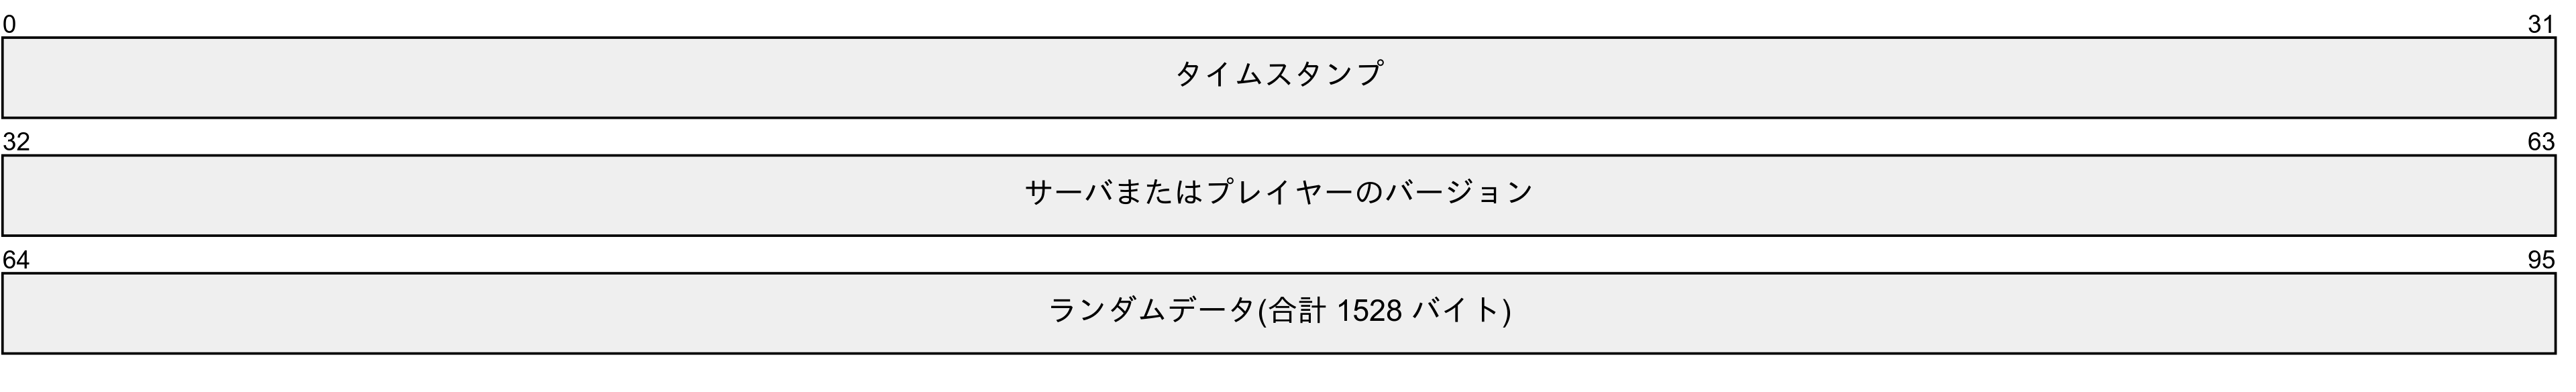 0 31
タイムスタンプ
32 63
サーバまたはプレイヤーのバージョン
64 95
ランダムデータ(合計 1528 バイト)